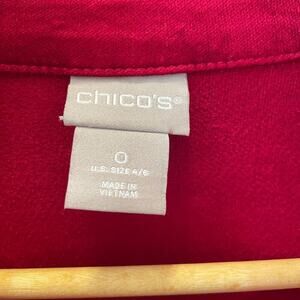 chico's®
0
U.S. SIZE 4/6
MADE IN
VIETNAM